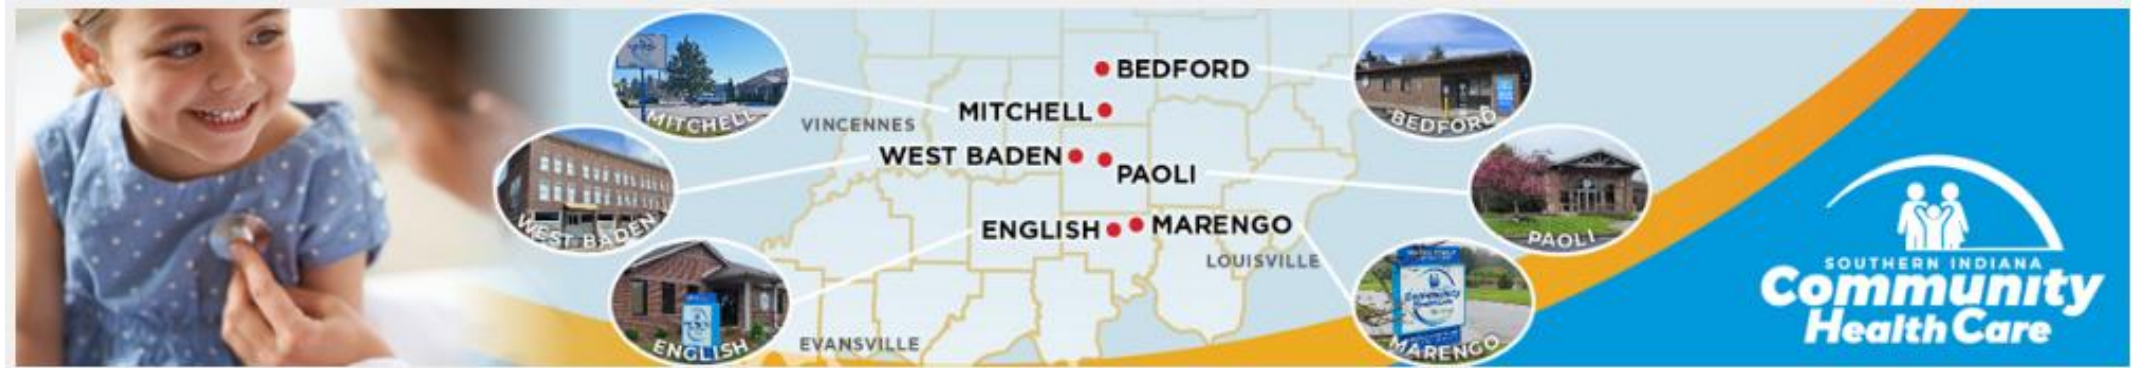 MITCHELL
WEST BADEN
ENGLISH
VINCENNES
EVANSVILLE
BEDFORD
MITCHELL
WEST BADEN
PAOLI
ENGLISH
MARENGO
LOUISVILLE
BEDFORD
PAOLI
Community
MARENGO
SOUTHERN INDIANA
Community
Health Care